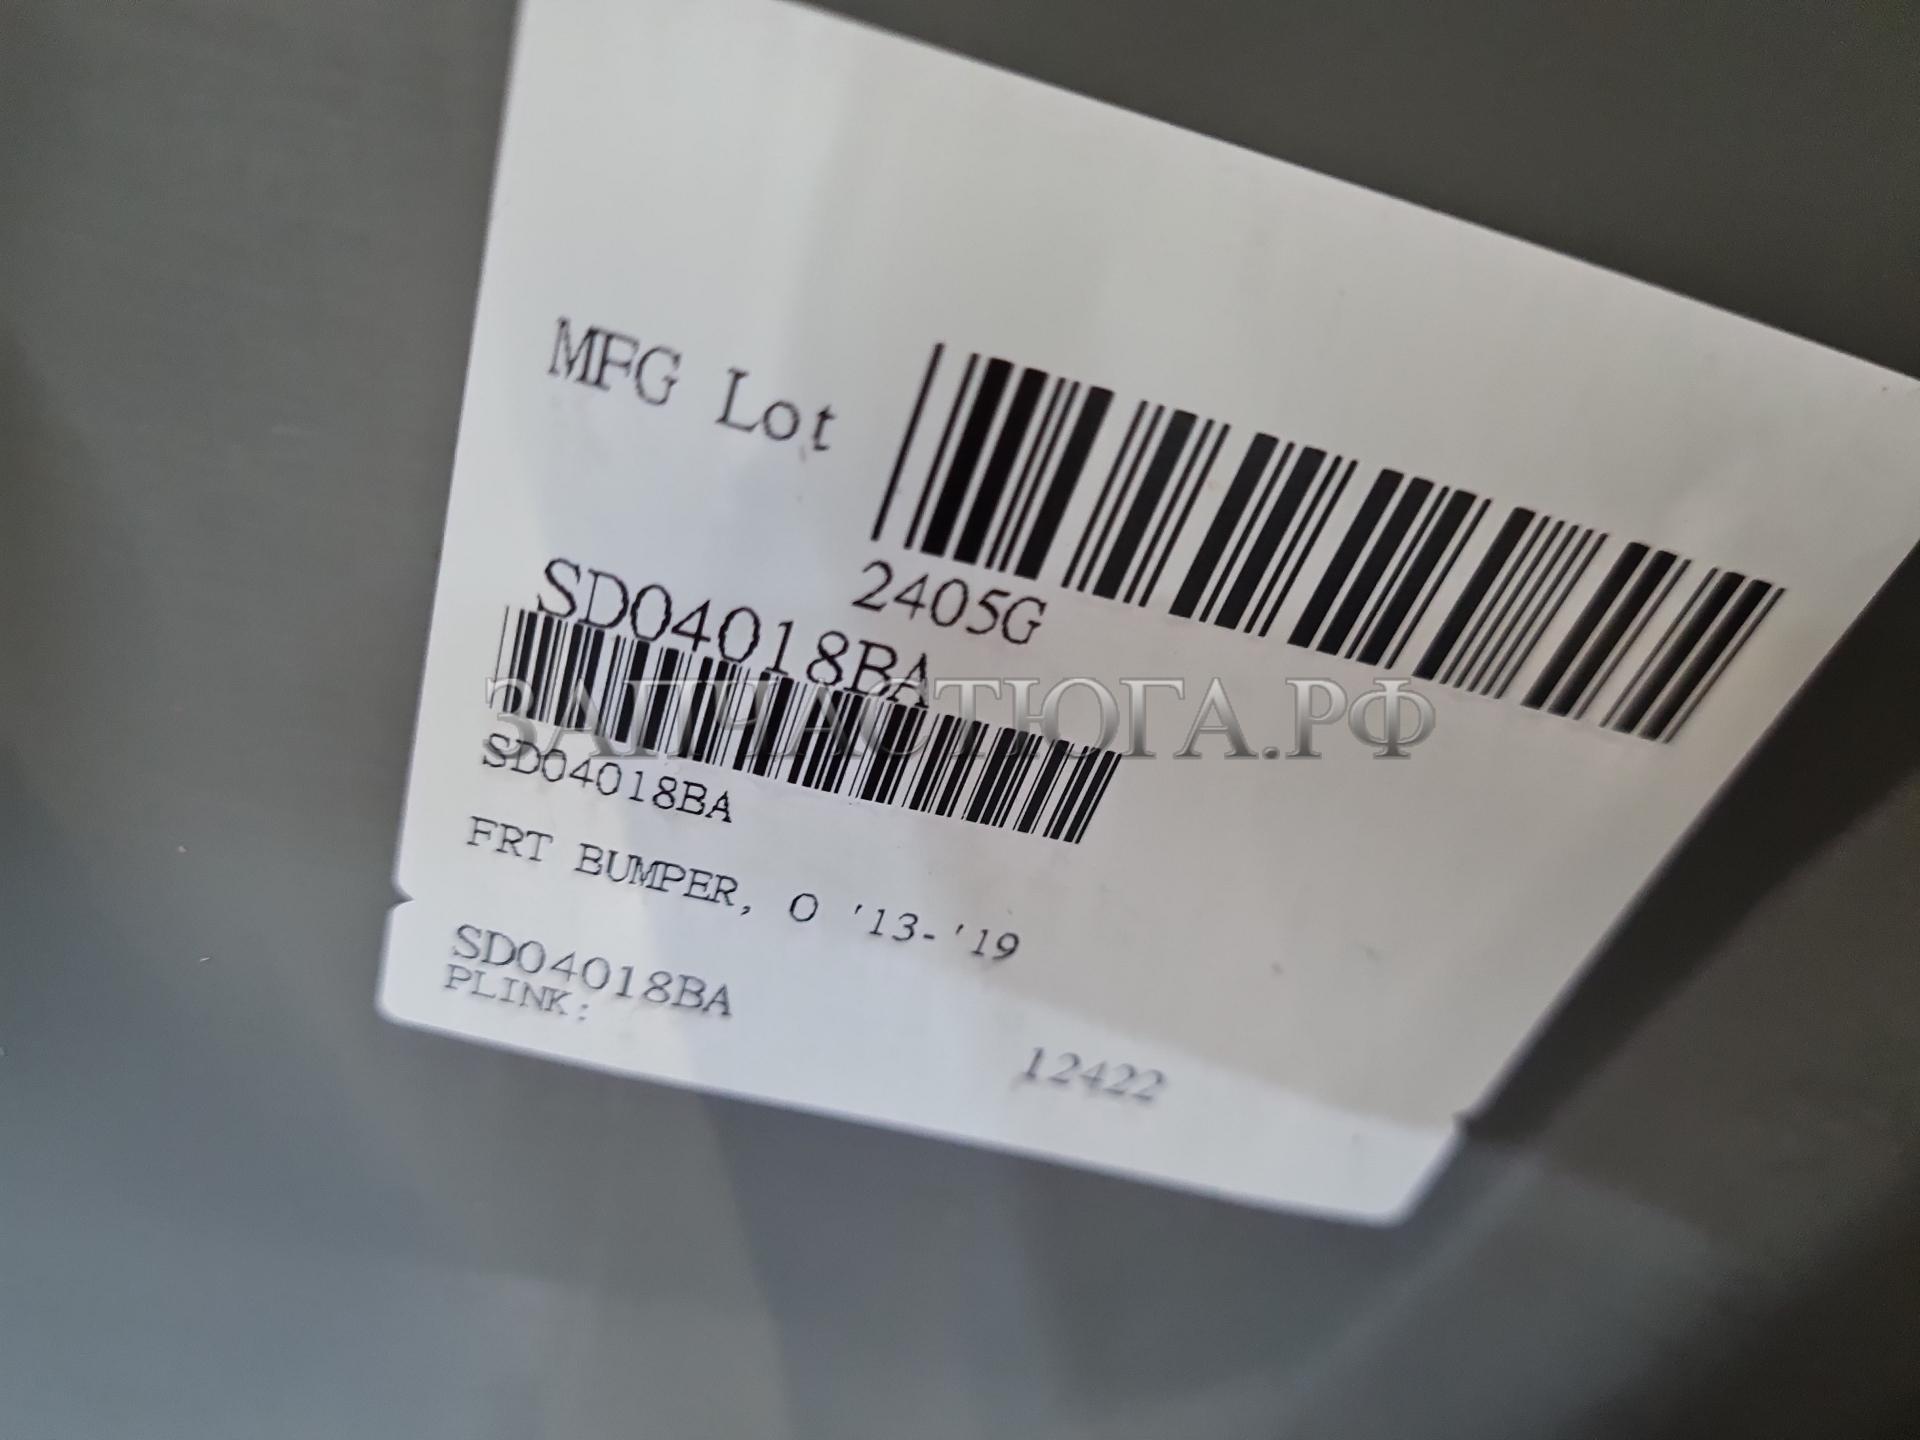 MFG Lot
2405G
SD04018BA
ЗАПЧАСТЮГА.РФ
SD04018BA
FRT BUMPER, O '13-'19
SD04018BA
PLINK:
12422